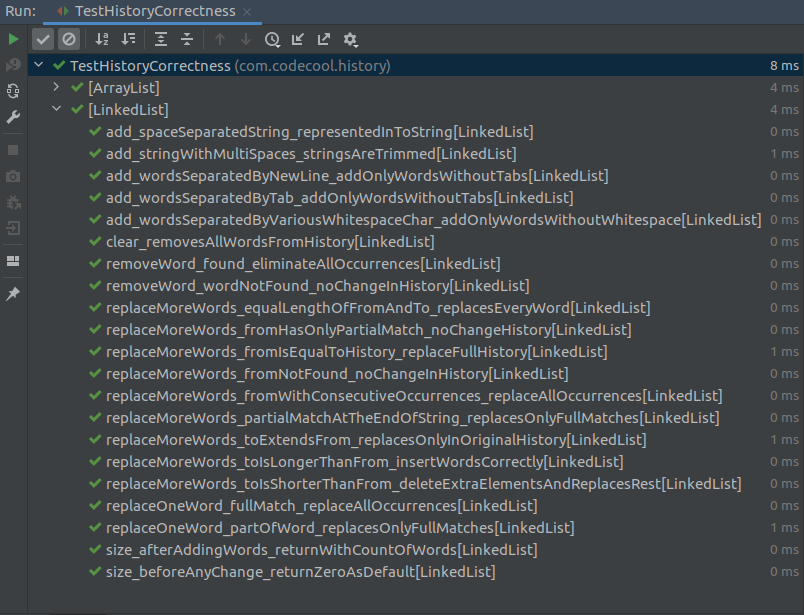 Run: TestHistoryCorrectness
TestHistoryCorrectness (com.codecool.history) 8 ms
[ArrayList] 4 ms
[LinkedList] 4 ms
add_spaceSeparatedString_representedInToString[LinkedList] 0 ms
add_stringWithMultiSpaces_stringsAreTrimmed[LinkedList] 1 ms
add_wordsSeparatedByNewLine_addOnlyWordsWithoutTabs[LinkedList] 0 ms
add_wordsSeparatedByTab_addOnlyWordsWithoutTabs[LinkedList] 0 ms
add_wordsSeparatedByVariousWhitespaceChar_addOnlyWordsWithoutWhitespace[LinkedList] 0 ms
clear_removesAllWordsFromHistory[LinkedList] 0 ms
removeWord_found_eliminateAllOccurrences[LinkedList] 0 ms
removeWord_wordNotFound_noChangeInHistory[LinkedList] 0 ms
replaceMoreWords_equalLengthOfFromAndTo_replacesEveryWord[LinkedList] 0 ms
replaceMoreWords_fromHasOnlyPartialMatch_noChangeHistory[LinkedList] 0 ms
replaceMoreWords_fromIsEqualToHistory_replaceFullHistory[LinkedList] 1 ms
replaceMoreWords_fromNotFound_noChangeInHistory[LinkedList] 0 ms
replaceMoreWords_fromWithConsecutiveOccurrences_replaceAllOccurrences[LinkedList] 0 ms
replaceMoreWords_partialMatchAtTheEndOfString_replacesOnlyFullMatches[LinkedList] 0 ms
replaceMoreWords_toExtendsFrom_replacesOnlyInOriginalHistory[LinkedList] 1 ms
replaceMoreWords_toIsLongerThanFrom_insertWordsCorrectly[LinkedList] 0 ms
replaceMoreWords_toIsShorterThanFrom_deleteExtraElementsAndReplacesRest[LinkedList] 0 ms
replaceOneWord_fullMatch_replaceAllOccurrences[LinkedList] 0 ms
replaceOneWord_partOfWord_replacesOnlyFullMatches[LinkedList] 1 ms
size_afterAddingWords_returnWithCountOfWords[LinkedList] 0 ms
size_beforeAnyChange_returnZeroAsDefault[LinkedList] 0 ms